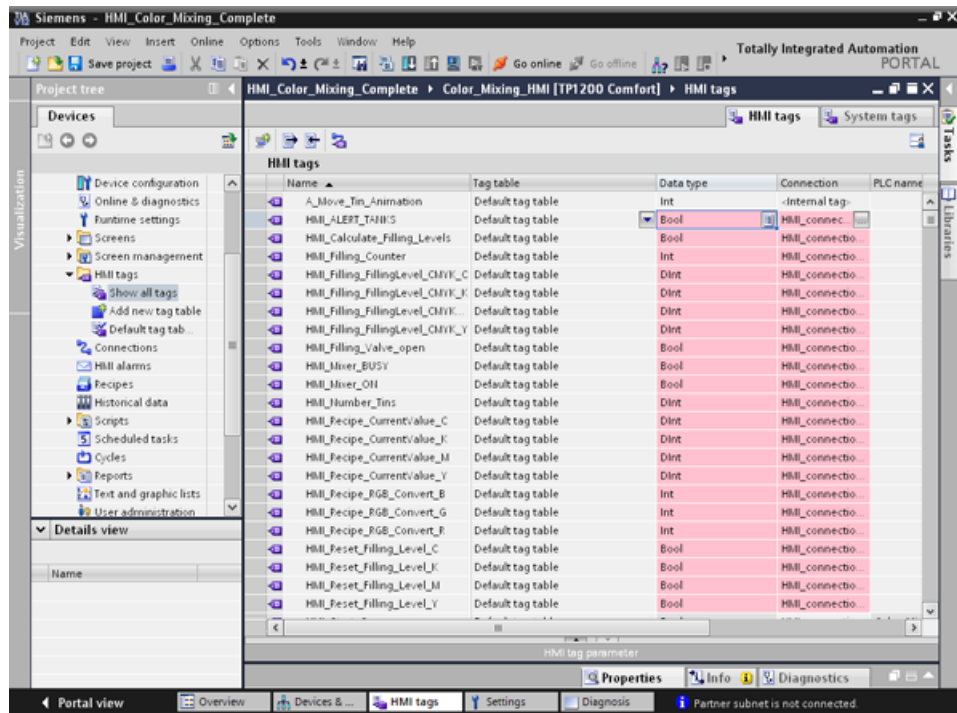 Siemens - HMI_Color_Mixing_Complete
Project Edit View Insert Online Options Tools Window Help
Totally Integrated Automation
PORTAL
Save project Go online Go offline
Project tree
HMI_Color_Mixing_Complete Color_Mixing_HMI [TP1200 Comfort] HMI tags
Devices
HMI tags System tags
HMI tags
Name Tag table Data type Connection PLC name
Device configuration
Online & diagnostics
Runtime settings
Screens
Screen management
HMI tags
Show all tags
Add new tag table
Default tag tab...
Connections
HMI alarms
Recipes
Historical data
Scripts
Scheduled tasks
Cycles
Reports
Text and graphic lists
User administration
A_Move_Tin_Animation Default tag table Int <Internal tag>
HMI_ALERT_TANKS Default tag table Bool HMI_connec...
HMI_Calculate_Filling_Levels Default tag table Bool HMI_connectio...
HMI_Filling_Counter Default tag table Int HMI_connectio...
HMI_Filling_FillingLevel_CMYK_C Default tag table DInt HMI_connectio...
HMI_Filling_FillingLevel_CMYK_K Default tag table DInt HMI_connectio...
HMI_Filling_FillingLevel_CMYK... Default tag table DInt HMI_connectio...
HMI_Filling_FillingLevel_CMYK_Y Default tag table DInt HMI_connectio...
HMI_Filling_Valve_open Default tag table Bool HMI_connectio...
HMI_Mixer_BUSY Default tag table Bool HMI_connectio...
HMI_Mixer_ON Default tag table Bool HMI_connectio...
HMI_Number_Tins Default tag table DInt HMI_connectio...
HMI_Recipe_CurrentValue_C Default tag table DInt HMI_connectio...
HMI_Recipe_CurrentValue_K Default tag table DInt HMI_connectio...
HMI_Recipe_CurrentValue_M Default tag table DInt HMI_connectio...
HMI_Recipe_CurrentValue_Y Default tag table DInt HMI_connectio...
HMI_Recipe_RGB_Convert_B Default tag table Int HMI_connectio...
HMI_Recipe_RGB_Convert_G Default tag table Int HMI_connectio...
HMI_Recipe_RGB_Convert_R Default tag table Int HMI_connectio...
HMI_Reset_Filling_Level_C Default tag table Bool HMI_connectio...
HMI_Reset_Filling_Level_K Default tag table Bool HMI_connectio...
HMI_Reset_Filling_Level_M Default tag table Bool HMI_connectio...
HMI_Reset_Filling_Level_Y Default tag table Bool HMI_connectio...
Details view
Name
HMI tag parameter
Properties Info Diagnostics
Portal view Overview Devices & ... HMI tags Settings Diagnosis Partner subnet is not connected.
Visualization
Tasks
Libraries